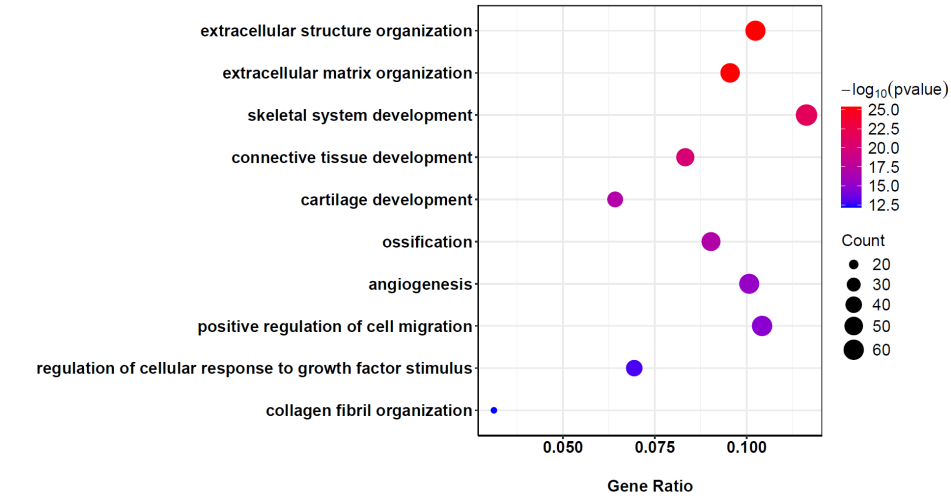 extracellular structure organization
extracellular matrix organization
skeletal system development
connective tissue development
cartilage development
ossification
angiogenesis
positive regulation of cell migration
regulation of cellular response to growth factor stimulus
collagen fibril organization
0.050 0.075 0.100
Gene Ratio
−log₁₀(pvalue)
25.0
22.5
20.0
17.5
15.0
12.5
Count
20
30
40
50
60